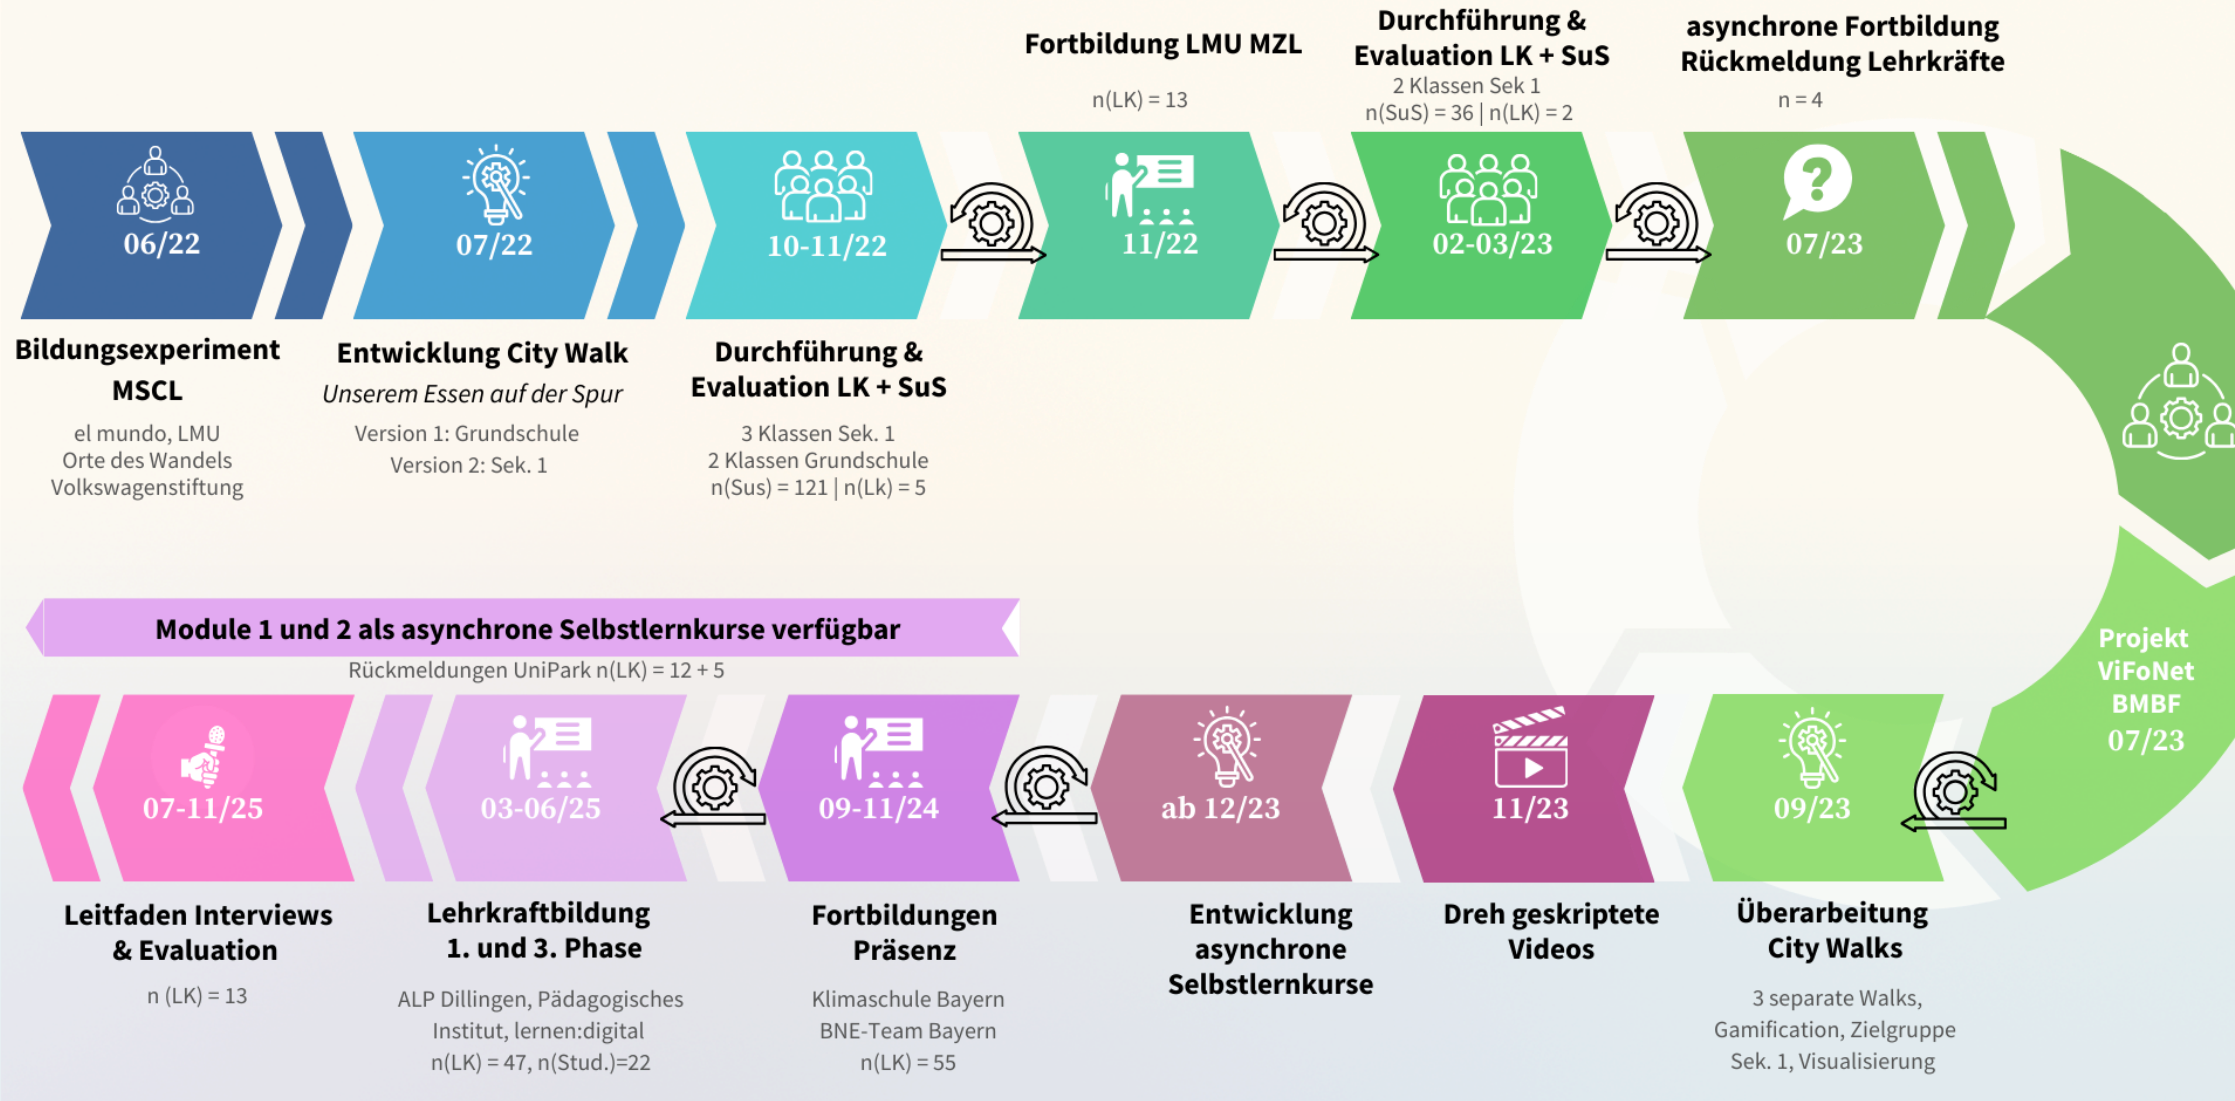 Fortbildung LMU MZL
n(LK) = 13
Durchführung &
Evaluation LK + SuS
2 Klassen Sek 1
n(SuS) = 36 | n(LK) = 2
asynchrone Fortbildung
Rückmeldung Lehrkräfte
n = 4
06/22
07/22
10-11/22
11/22
02-03/23
07/23
Bildungsexperiment
MSCL
el mundo, LMU
Orte des Wandels
Volkswagenstiftung
Entwicklung City Walk
Unserem Essen auf der Spur
Version 1: Grundschule
Version 2: Sek. 1
Durchführung &
Evaluation LK + SuS
3 Klassen Sek. 1
2 Klassen Grundschule
n(Sus) = 121 | n(Lk) = 5
Projekt
ViFoNet
BMBF
07/23
Module 1 und 2 als asynchrone Selbstlernkurse verfügbar
Rückmeldungen UniPark n(LK) = 12 + 5
07-11/25
03-06/25
09-11/24
ab 12/23
11/23
09/23
Leitfaden Interviews
& Evaluation
n (LK) = 13
Lehrkraftbildung
1. und 3. Phase
ALP Dillingen, Pädagogisches
Institut, lernen:digital
n(LK) = 47, n(Stud.)=22
Fortbildungen
Präsenz
Klimaschule Bayern
BNE-Team Bayern
n(LK) = 55
Entwicklung
asynchrone
Selbstlernkurse
Dreh geskriptete
Videos
Überarbeitung
City Walks
3 separate Walks,
Gamification, Zielgruppe
Sek. 1, Visualisierung